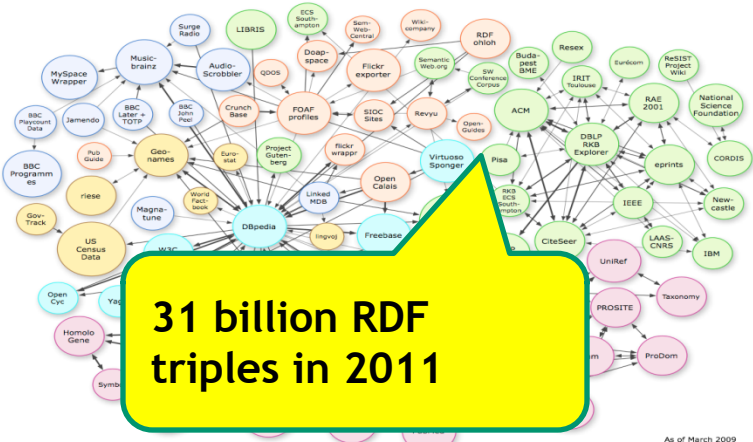 ECS
South-
ampton
Sem-
Web-
Central
Wiki-
company
Surge
Radio
LIBRIS
RDF
ohloh
Doap-
space
Music-
brainz
Audio-
Scrobbler
Flickr
exporter
Semantic
Web.org
Buda-
pest
BME
Resex
Eurécom
ReSIST
Project
Wiki
MySpace
Wrapper
QDOS
SW
Conference
Corpus
IRIT
Toulouse
RAE
2001
National
Science
Foundation
BBC
Playcount
Data
Jamendo
BBC
Later +
TOTP
BBC
John
Peel
Crunch
Base
FOAF
profiles
SIOC
Sites
Revyu
ACM
Open-
Guides
DBLP
RKB
Explorer
BBC
Programm
es
Pub
Guide
Geo-
names
Euro-
stat
Project
Guten-
berg
flickr
wrappr
Virtuoso
Sponger
Pisa
eprints
CORDIS
riese
World
Fact-
book
Linked
MDB
Open
Calais
RKB
ECS
South-
ampton
IEEE
New-
castle
Gov-
Track
Magna-
tune
DBpedia
lingvoj
Freebase
CiteSeer
LAAS-
CNRS
IBM
US
Census
Data
W3C
UniRef
Open
Cyc
Taxonomy
PROSITE
31 billion RDF
triples in 2011
Homolo
Gene
ProDom
As of March 2009